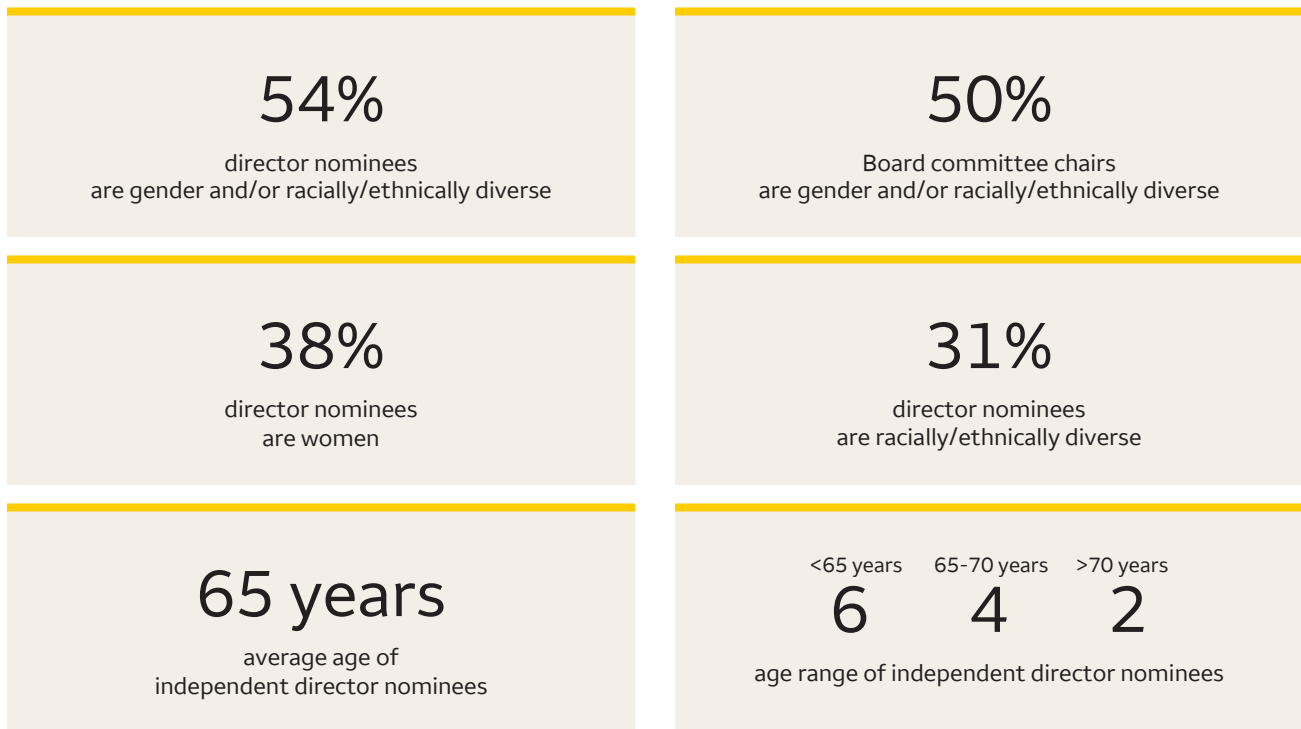 54%
director nominees
are gender and/or racially/ethnically diverse
50%
Board committee chairs
are gender and/or racially/ethnically diverse
38%
director nominees
are women
31%
director nominees
are racially/ethnically diverse
65 years
average age of
independent director nominees
<65 years 65-70 years >70 years
6 4 2
age range of independent director nominees